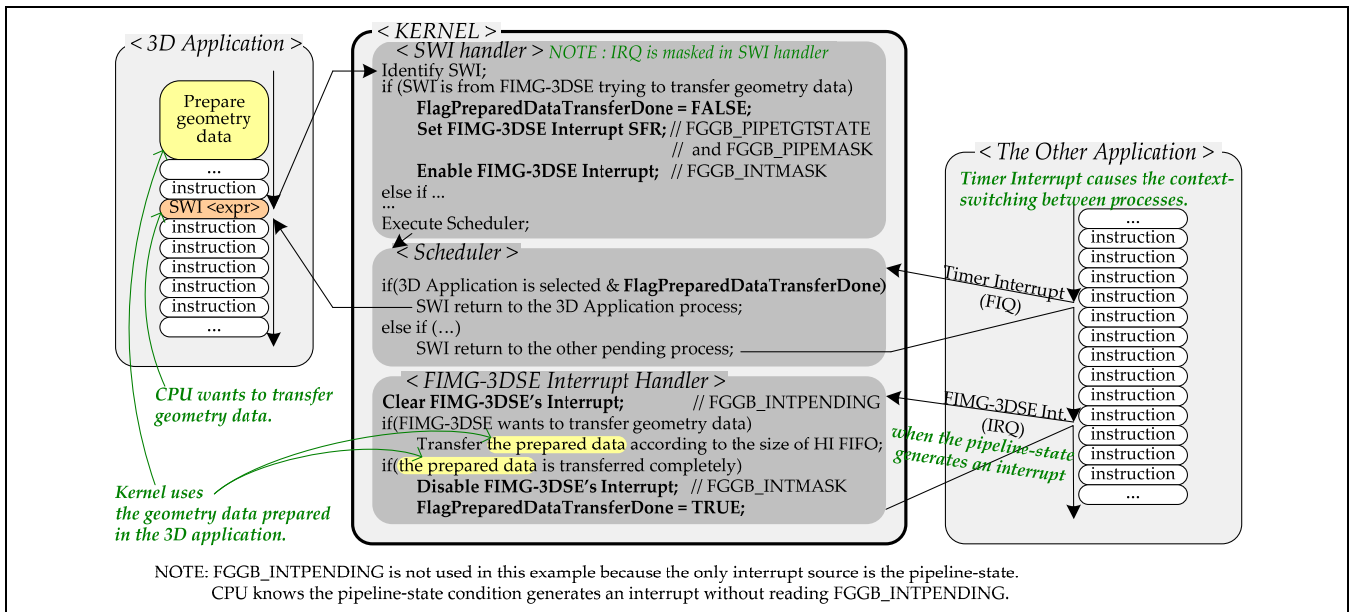 < 3D Application >
Prepare
geometry
data
...
instruction
SWI <expr>
instruction
instruction
instruction
instruction
instruction
...
CPU wants to transfer
geometry data.
Kernel uses
the geometry data prepared
in the 3D application.
< KERNEL >
< SWI handler > NOTE : IRQ is masked in SWI handler
Identify SWI;
if (SWI is from FIMG-3DSE trying to transfer geometry data)
FlagPreparedDataTransferDone = FALSE;
Set FIMG-3DSE Interrupt SFR; // FGGB_PIPETGTSTATE
// and FGGB_PIPEMASK
Enable FIMG-3DSE Interrupt; // FGGB_INTMASK
else if ...
...
Execute Scheduler;
< Scheduler >
if(3D Application is selected & FlagPreparedDataTransferDone)
SWI return to the 3D Application process;
else if (...)
SWI return to the other pending process;
< FIMG-3DSE Interrupt Handler >
Clear FIMG-3DSE's Interrupt; // FGGB_INTPENDING
if(FIMG-3DSE wants to transfer geometry data)
Transfer the prepared data according to the size of HI FIFO;
if(the prepared data is transferred completely)
Disable FIMG-3DSE's Interrupt; // FGGB_INTMASK
FlagPreparedDataTransferDone = TRUE;
< The Other Application >
Timer Interrupt causes the context-
switching between processes.
...
instruction
instruction
instruction
instruction
instruction
instruction
instruction
instruction
instruction
instruction
instruction
instruction
instruction
...
Timer Interrupt
(FIQ)
FIMG-3DSE Int.
(IRQ)
when the pipeline-state
generates an interrupt
NOTE: FGGB_INTPENDING is not used in this example because the only interrupt source is the pipeline-state.
CPU knows the pipeline-state condition generates an interrupt without reading FGGB_INTPENDING.